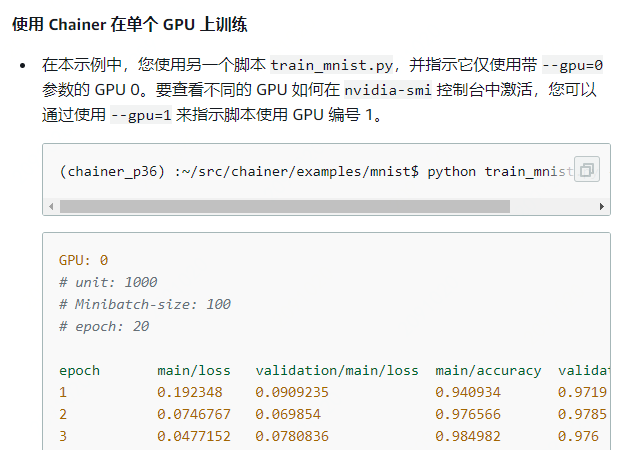 使用 Chainer 在单个 GPU 上训练
在本示例中，您使用另一个脚本 train_mnist.py，并指示它仅使用带 --gpu=0
参数的 GPU 0。要查看不同的 GPU 如何在 nvidia-smi 控制台中激活，您可以
通过使用 --gpu=1 来指示脚本使用 GPU 编号 1。
(chainer_p36) :~/src/chainer/examples/mnist$ python train_mnist
GPU: 0
# unit: 1000
# Minibatch-size: 100
# epoch: 20
epoch main/loss validation/main/loss main/accuracy valida
1 0.192348 0.0909235 0.940934 0.9719
2 0.0746767 0.069854 0.976566 0.9785
3 0.0477152 0.0780836 0.984982 0.976